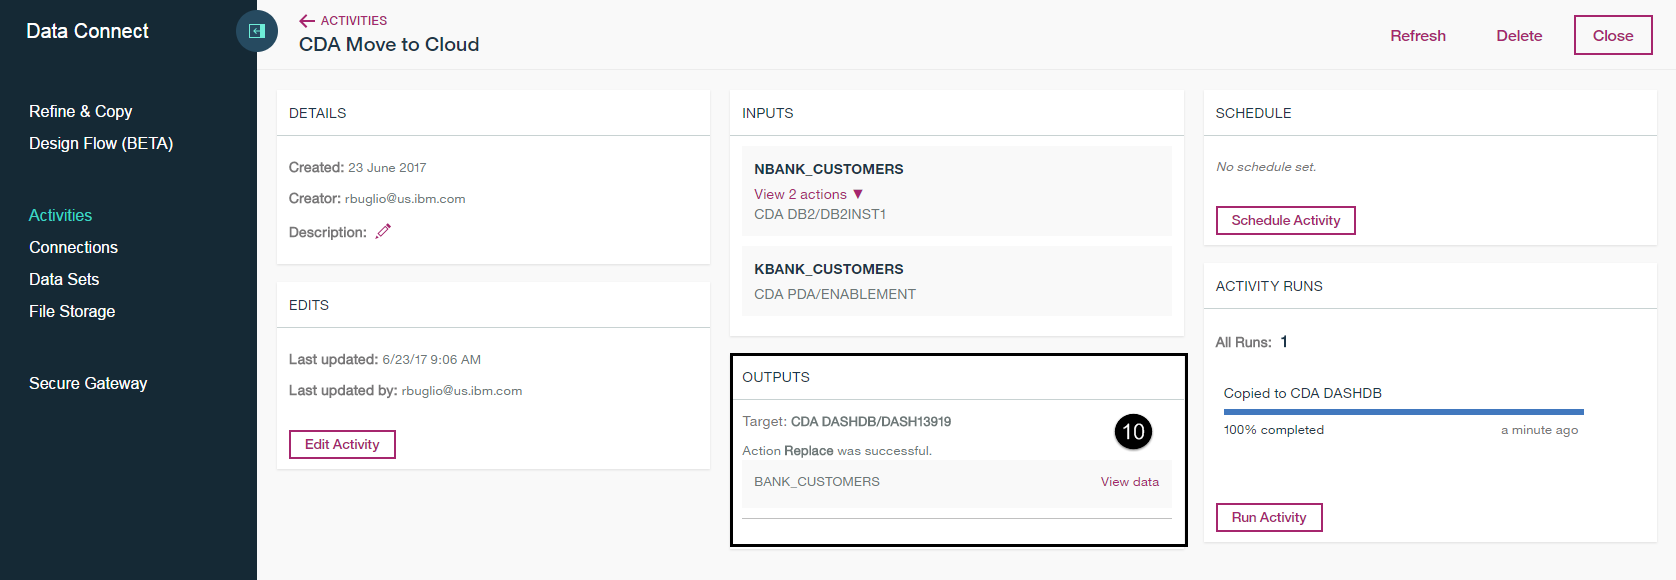 Data Connect
Refine & Copy
Design Flow (BETA)
Activities
Connections
Data Sets
File Storage
Secure Gateway
ACTIVITIES
CDA Move to Cloud
Refresh
Delete
Close
DETAILS
Created: 23 June 2017
Creator: rbuglio@us.ibm.com
Description:
EDITS
Last updated: 6/23/17 9:06 AM
Last updated by: rbuglio@us.ibm.com
Edit Activity
INPUTS
NBANK_CUSTOMERS
View 2 actions ▼
CDA DB2/DB2INST1
KBANK_CUSTOMERS
CDA PDA/ENABLEMENT
OUTPUTS
Target: CDA DASHDB/DASH13919
10
Action Replace was successful.
BANK_CUSTOMERS
View data
SCHEDULE
No schedule set.
Schedule Activity
ACTIVITY RUNS
All Runs: 1
Copied to CDA DASHDB
100% completed
a minute ago
Run Activity